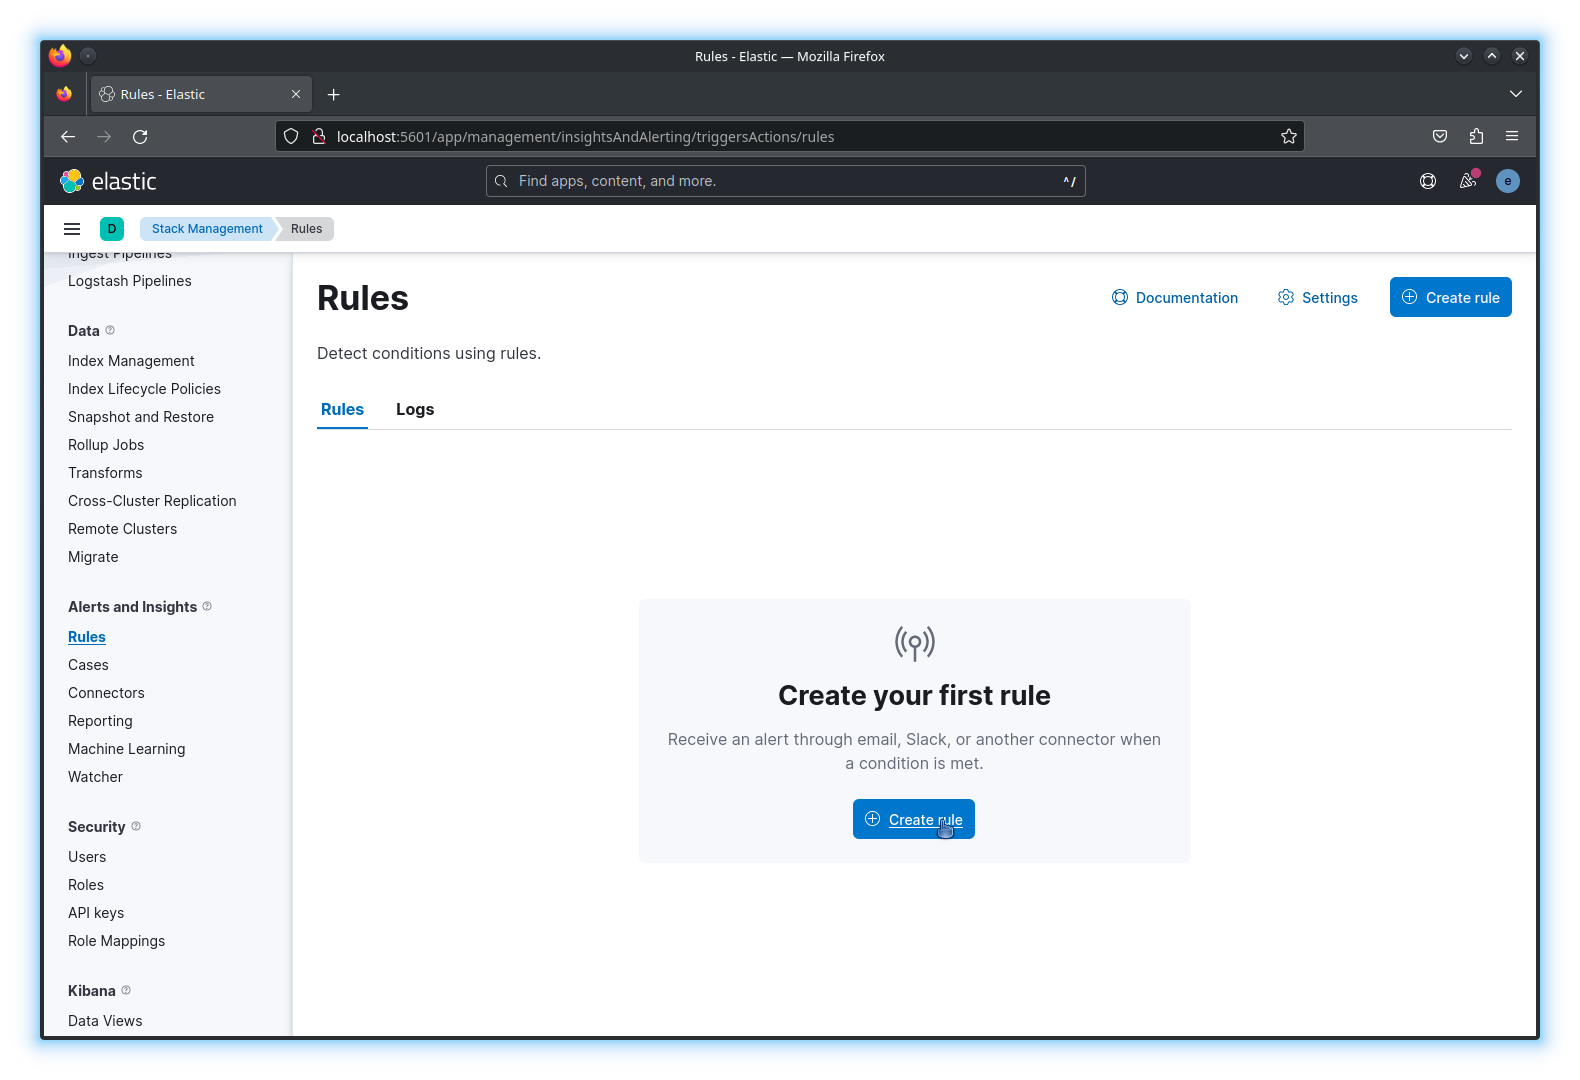 Rules - Elastic — Mozilla Firefox
Rules - Elastic
localhost:5601/app/management/insightsAndAlerting/triggersActions/rules
elastic
Find apps, content, and more.
^/
e
D
Stack Management
Rules
Ingest Pipelines
Logstash Pipelines
Data
Index Management
Index Lifecycle Policies
Snapshot and Restore
Rollup Jobs
Transforms
Cross-Cluster Replication
Remote Clusters
Migrate
Alerts and Insights
Rules
Cases
Connectors
Reporting
Machine Learning
Watcher
Security
Users
Roles
API keys
Role Mappings
Kibana
Data Views
Rules
Documentation
Settings
Create rule
Detect conditions using rules.
Rules
Logs
Create your first rule
Receive an alert through email, Slack, or another connector when
a condition is met.
Create rule